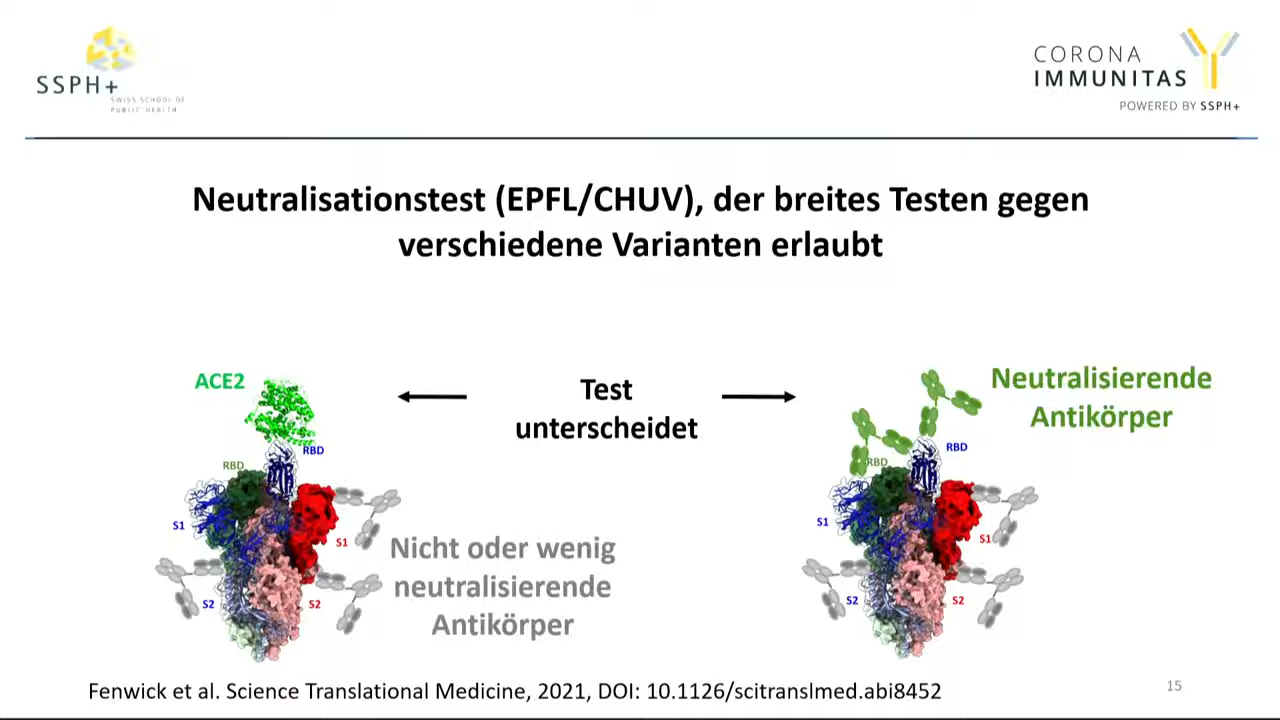 SSPH+
SWISS SCHOOL OF
PUBLIC HEALTH
CORONA
IMMUNITAS
POWERED BY SSPH+
Neutralisationstest (EPFL/CHUV), der breites Testen gegen
verschiedene Varianten erlaubt
ACE2
RBD
RBD
S1
S1
S2
S2
Nicht oder wenig
neutralisierende
Antikörper
Test
unterscheidet
Neutralisierende
Antikörper
RBD
RBD
S1
S1
S2
S2
Fenwick et al. Science Translational Medicine, 2021, DOI: 10.1126/scitranslmed.abi8452
15